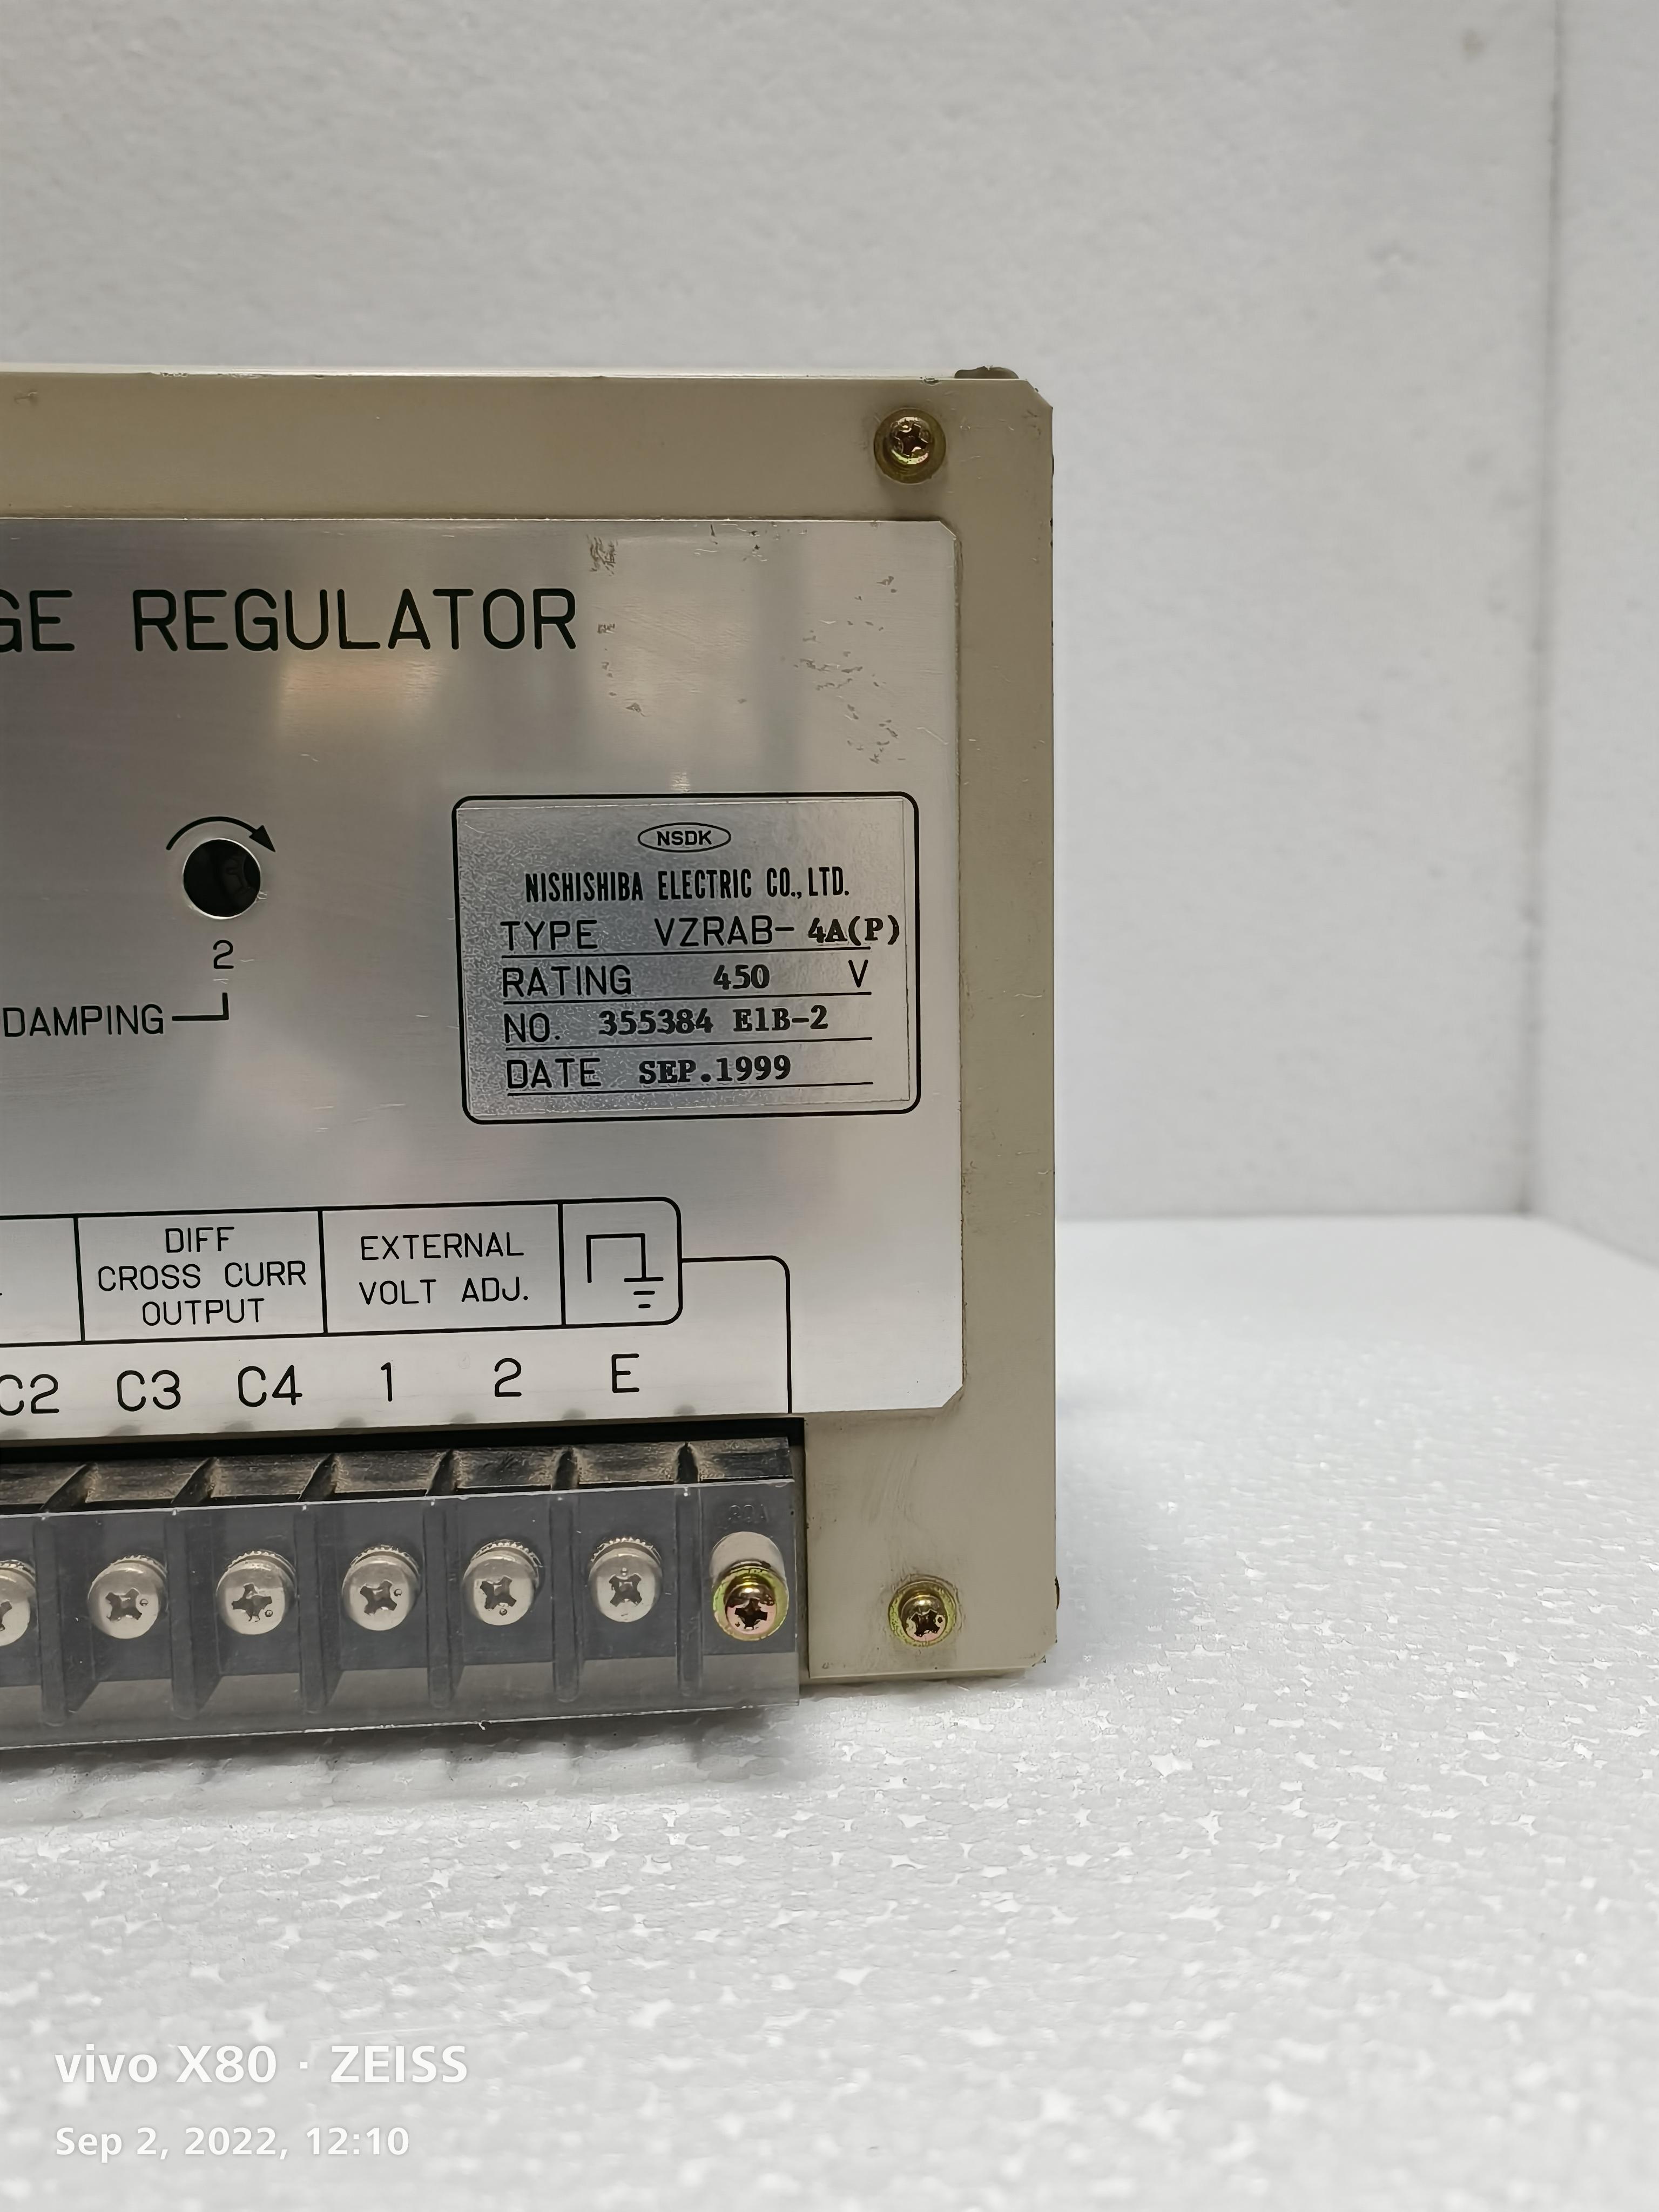 GE REGULATOR
NSDK
NISHISHIBA ELECTRIC CO., LTD.
TYPE VZRAB- 4A(P)
RATING 450 V
NO. 355384 E1B-2
DATE SEP.1999
2
DAMPING
DIFF
CROSS CURR
OUTPUT
EXTERNAL
VOLT ADJ.
C2 C3 C4 1 2 E
vivo X80 · ZEISS
Sep 2, 2022, 12:10